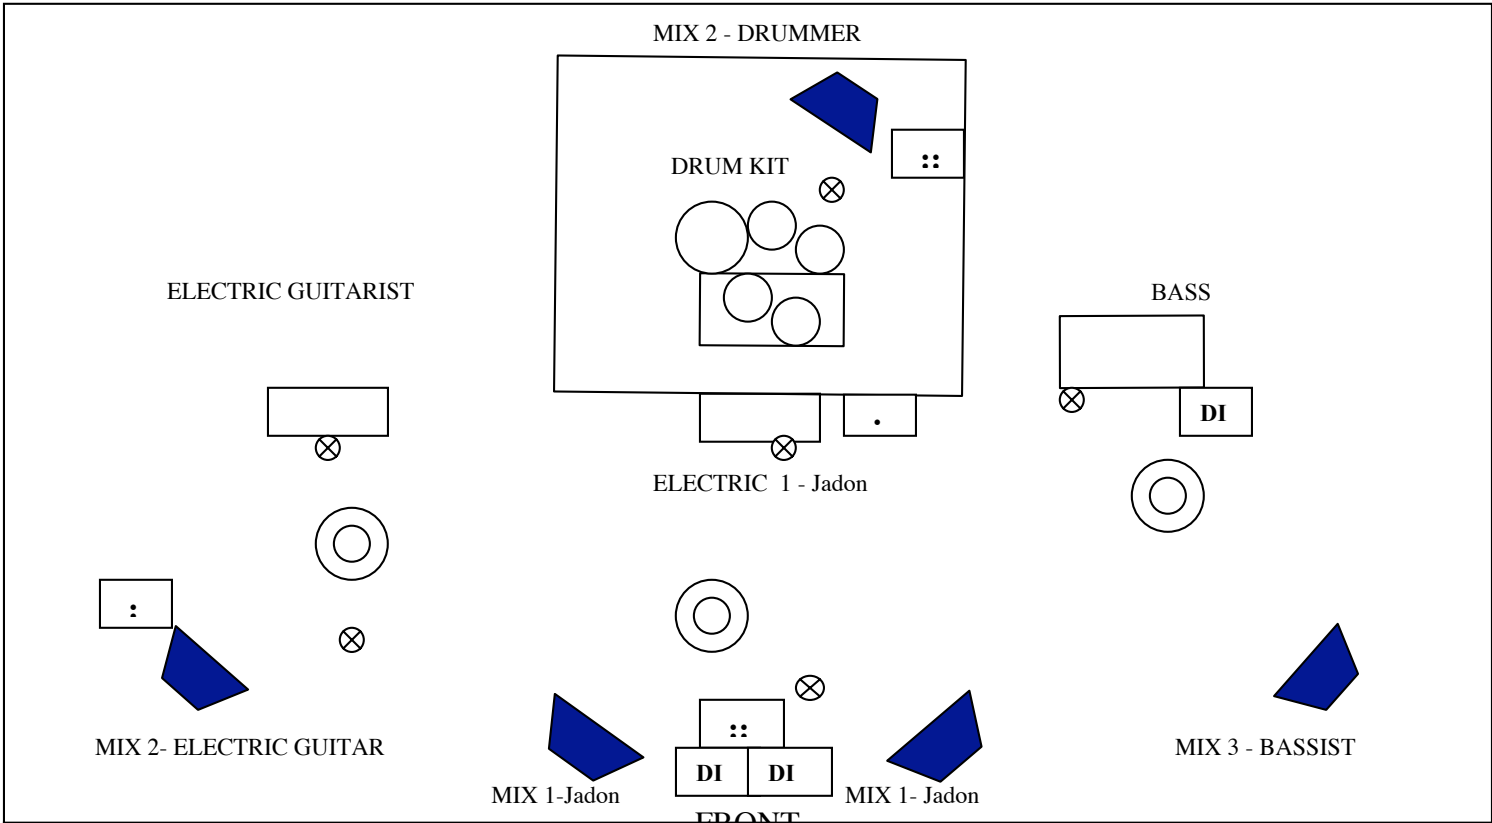 MIX 2 - DRUMMER
::
DRUM KIT
ELECTRIC GUITARIST
BASS
.
DI
ELECTRIC 1 - Jadon
:
::
MIX 2- ELECTRIC GUITAR
MIX 3 - BASSIST
DI DI
MIX 1-Jadon
MIX 1- Jadon
FRONT